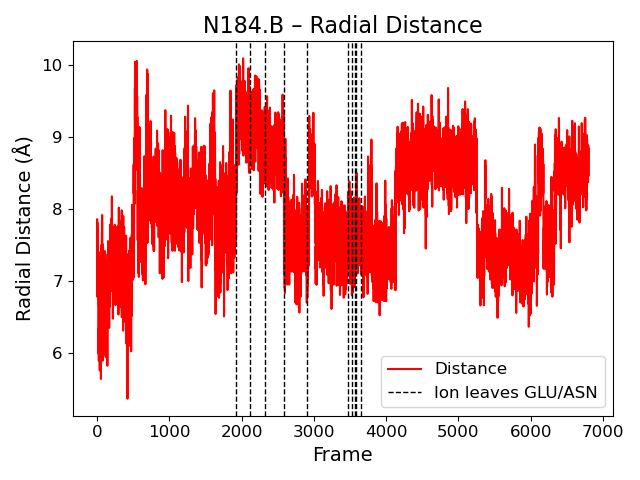 N184.B – Radial Distance
Radial Distance (Å)
10
9
8
7
6
Distance
Ion leaves GLU/ASN
0 1000 2000 3000 4000 5000 6000 7000
Frame